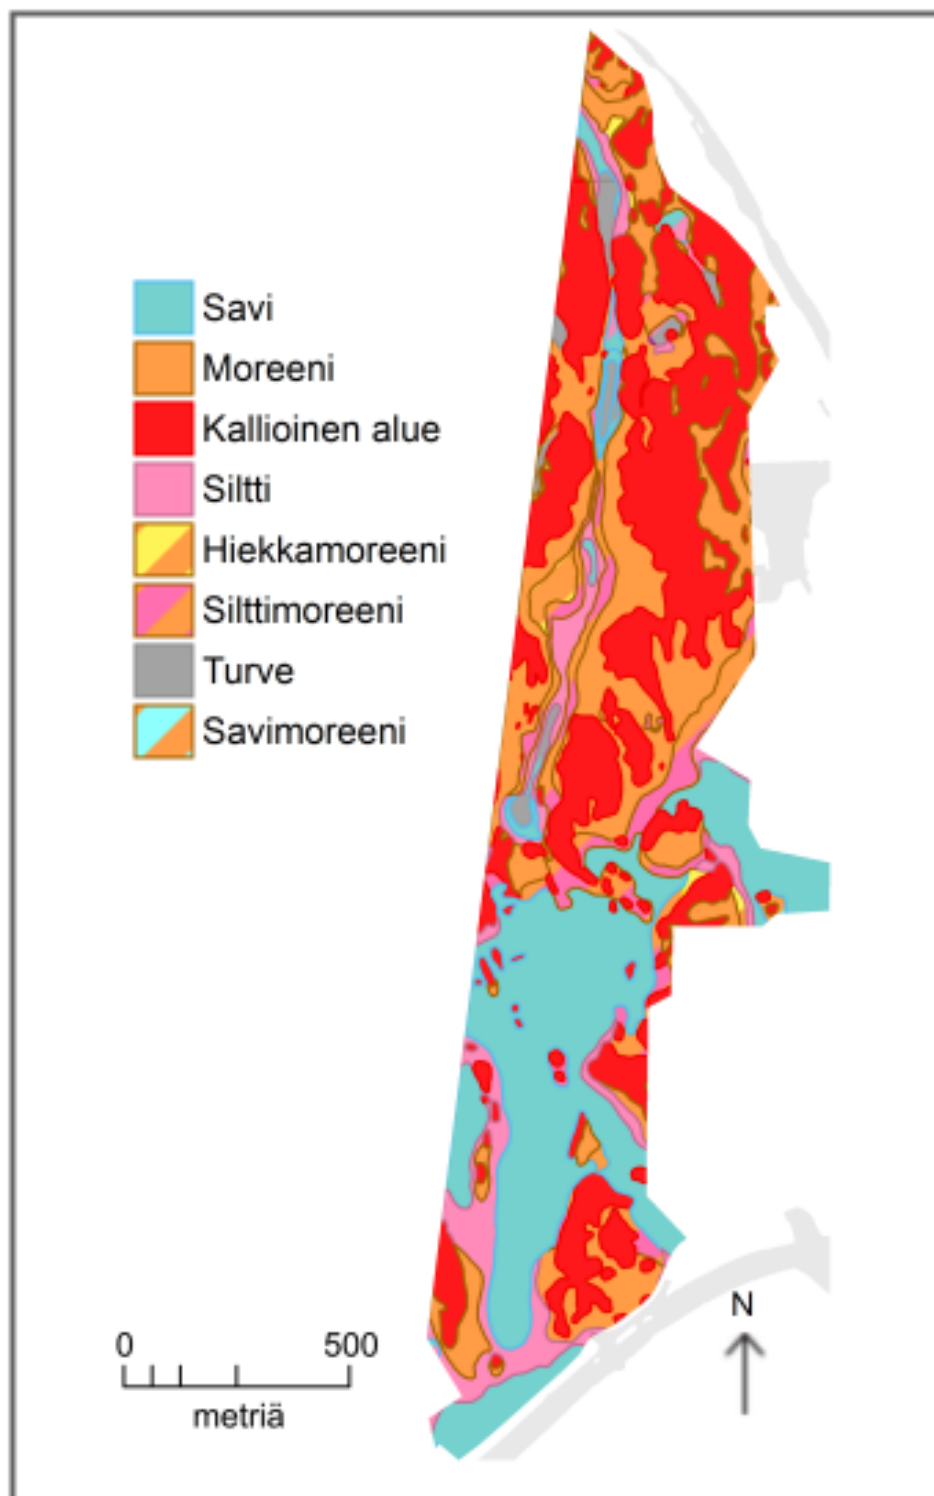 Savi
Moreeni
Kallioinen alue
Siltti
Hiekkamoreeni
Silttimoreeni
Turve
Savimoreeni
N
0 500
metriä